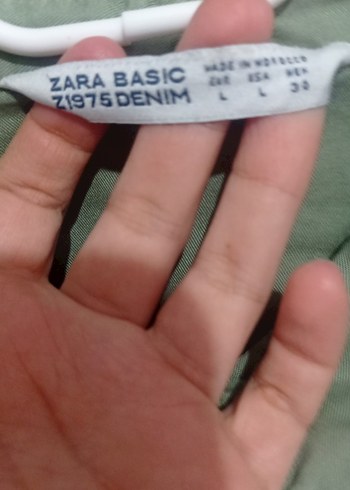 ZARA BASIC
Z1975 DENIM
MADE IN MOROCCO
EUR USA MEX
L L 30